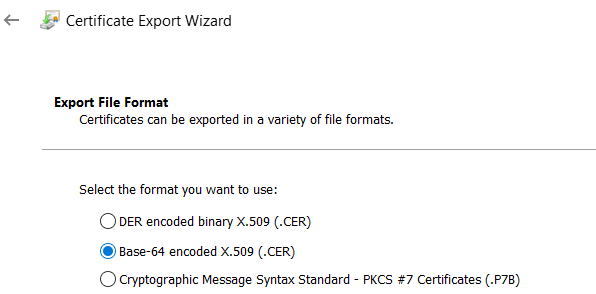 Certificate Export Wizard
Export File Format
Certificates can be exported in a variety of file formats.
Select the format you want to use:
DER encoded binary X.509 (.CER)
Base-64 encoded X.509 (.CER)
Cryptographic Message Syntax Standard - PKCS #7 Certificates (.P7B)